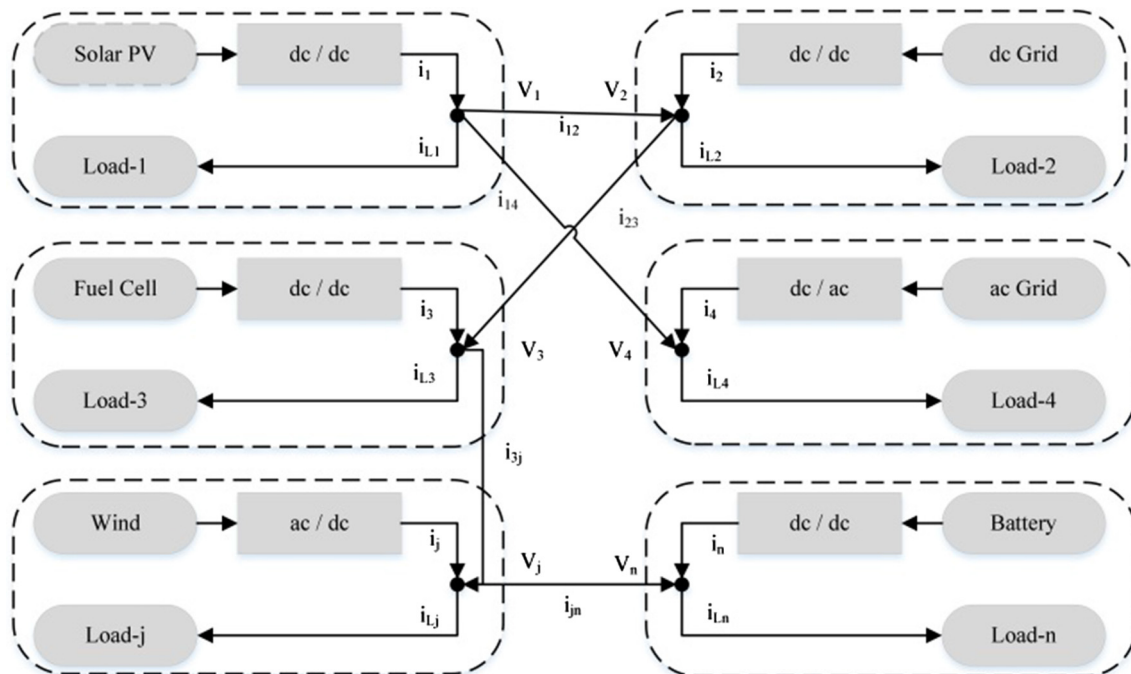 Solar PV
dc / dc
i1
V1
V2
i2
dc / dc
dc Grid
i12
Load-1
iL1
iL2
Load-2
i14
i23
Fuel Cell
dc / dc
i3
i4
dc / ac
ac Grid
V3
V4
Load-3
iL3
iL4
Load-4
i3j
Wind
ac / dc
ij
Vj
Vn
in
dc / dc
Battery
ijn
Load-j
iLj
iLn
Load-n